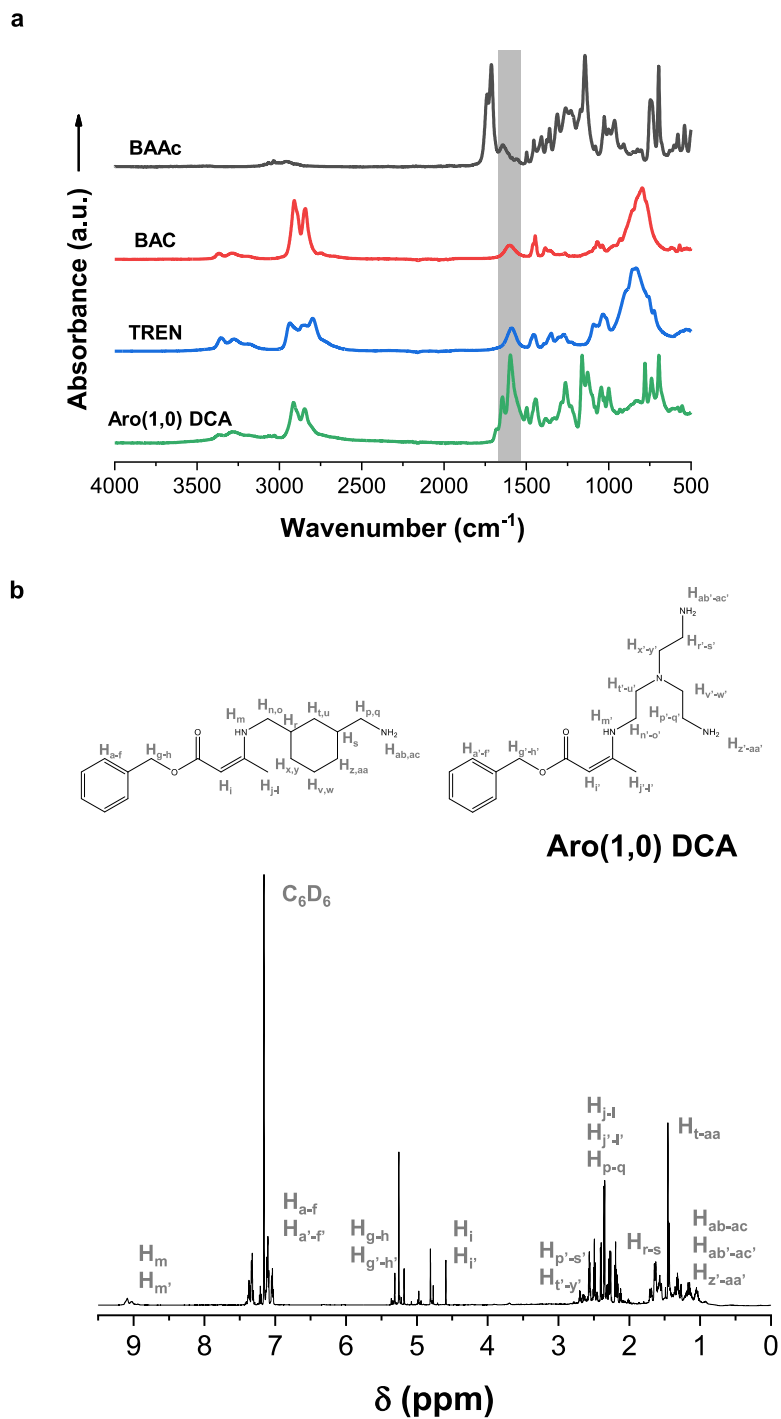 a
Absorbance (a.u.)
BAAc
BAC
TREN
Aro(1,0) DCA
4000 3500 3000 2500 2000 1500 1000 500
Wavenumber (cm⁻¹)
b
Hab'-ac'
NH₂
Hx'-y'
Hr'-s'
N
Ht'-u'
Hv'-w'
Hp'-q'
Hm'
NH
Hn'-o'
NH₂
Hz'-aa'
O
Ha'-f'
Hg'-h'
O
Hi'
Hj'-l'
Hn,o
Ht,u
Hp,q
Hm
NH
Hr
NH₂
Hs
Hab,ac
O
Ha-f
Hg-h
Hx,y
Hz,aa
O
Hi
Hj-l
Hv,w
Aro(1,0) DCA
C₆D₆
Hj-l
Hj'-l'
Hp-q
Ht-aa
Ha-f
Ha'-f'
Hg-h
Hg'-h'
Hi
Hi'
Hm
Hm'
Hp'-s'
Ht'-y'
Hr-s
Hab-ac
Hab'-ac'
Hz'-aa'
9 8 7 6 5 4 3 2 1 0
δ (ppm)